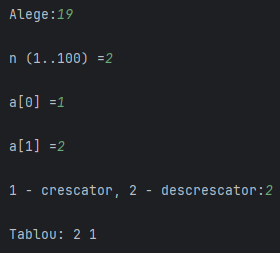 Alege:19
n (1..100) =2
a[0] =1
a[1] =2
1 - crescator, 2 - descrescator:2
Tablou: 2 1